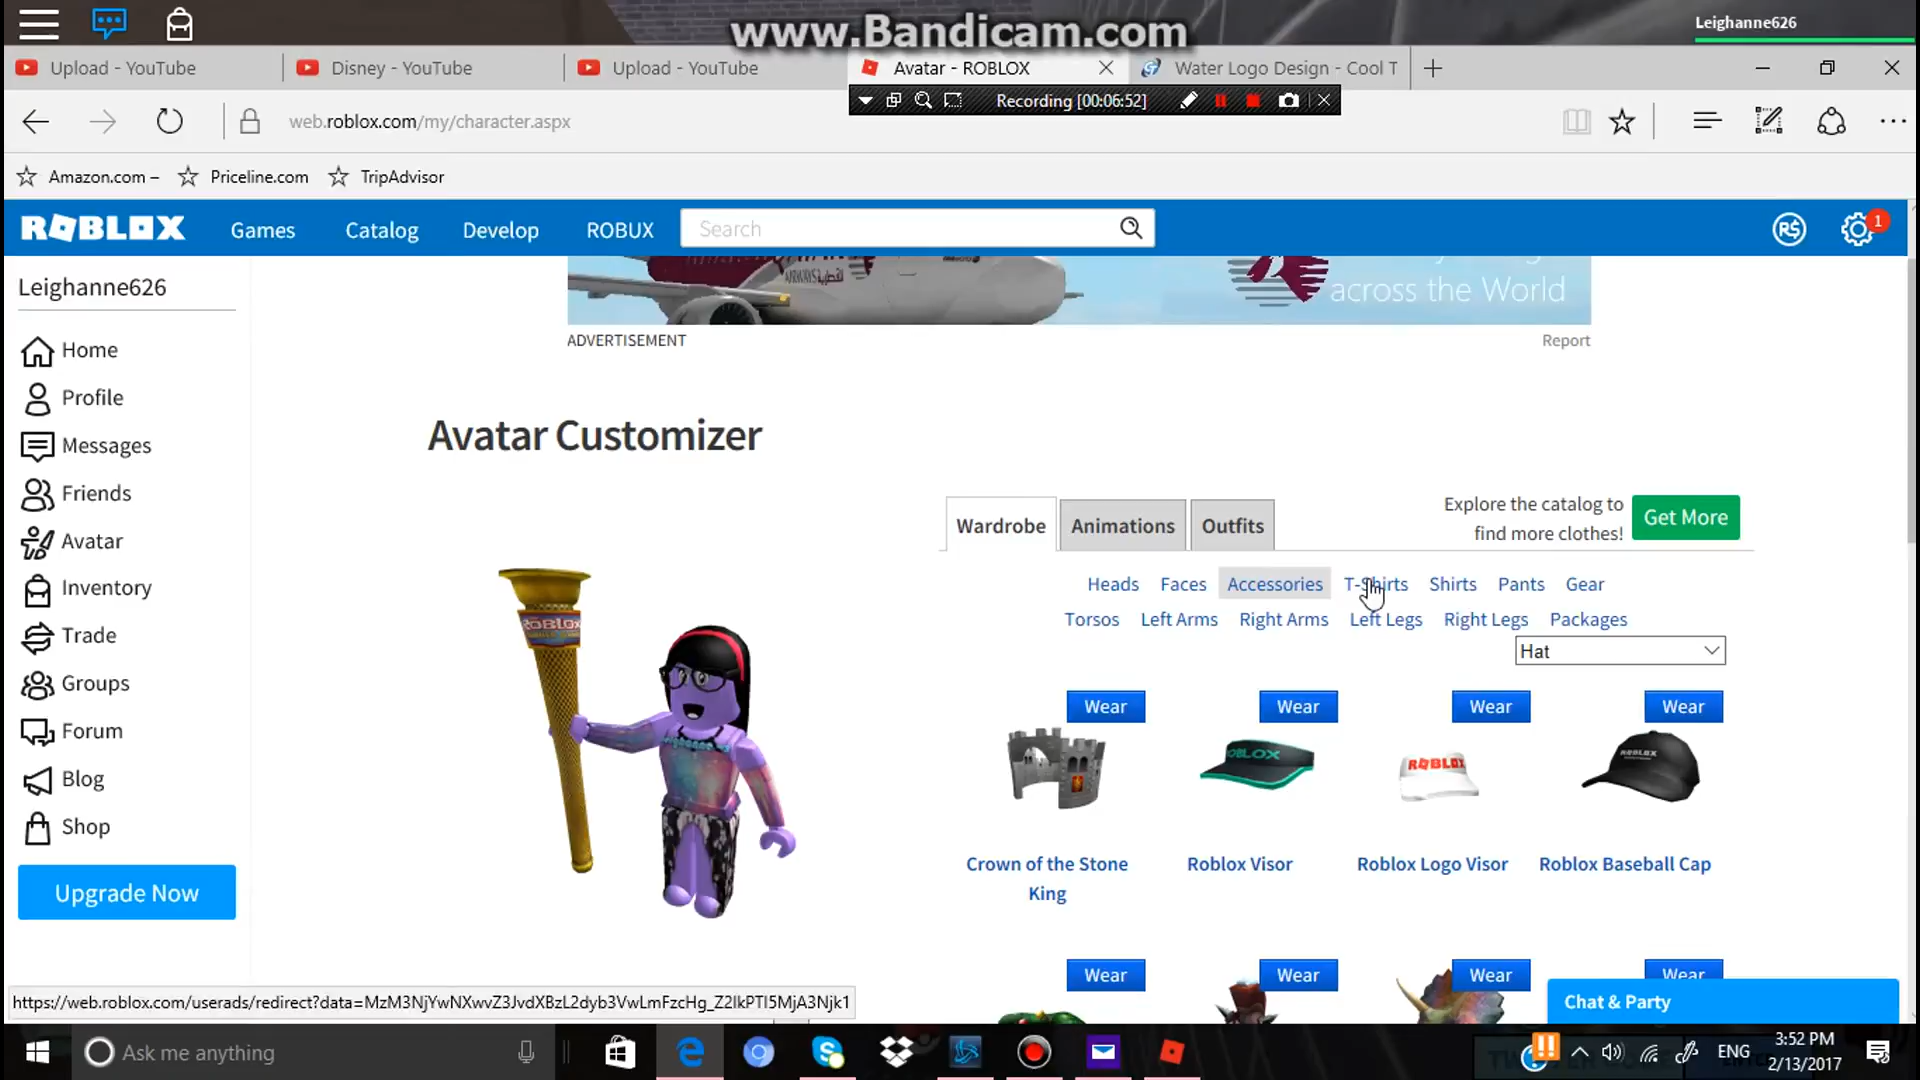 www.Bandicam.com
Leighanne626
Upload - YouTube
Disney - YouTube
Upload - YouTube
Avatar - ROBLOX
Water Logo Design - Cool T
Recording [00:06:52]
web.roblox.com/my/character.aspx
Amazon.com –
Priceline.com
TripAdvisor
ROBLOX
Games
Catalog
Develop
ROBUX
Search
R$
1
Leighanne626
across the World
ADVERTISEMENT
Report
Home
Profile
Messages
Friends
Avatar
Inventory
Trade
Groups
Forum
Blog
Shop
Upgrade Now
Avatar Customizer
Wardrobe
Animations
Outfits
Explore the catalog to
find more clothes!
Get More
Heads Faces Accessories T-Shirts Shirts Pants Gear
Torsos Left Arms Right Arms Left Legs Right Legs Packages
Hat
ROBLOX
Wear
Wear
Wear
Wear
ROBLOX
ROBLOX
ROBLOX
Crown of the Stone
King
Roblox Visor
Roblox Logo Visor
Roblox Baseball Cap
Wear
Wear
Wear
Wear
Chat & Party
https://web.roblox.com/userads/redirect?data=MzM3NjYwNXwvZ3JvdXBzL2dyb3VwLmFzcHg_Z2lkPTI5MjA3Njk1
Ask me anything
ENG
3:52 PM
2/13/2017